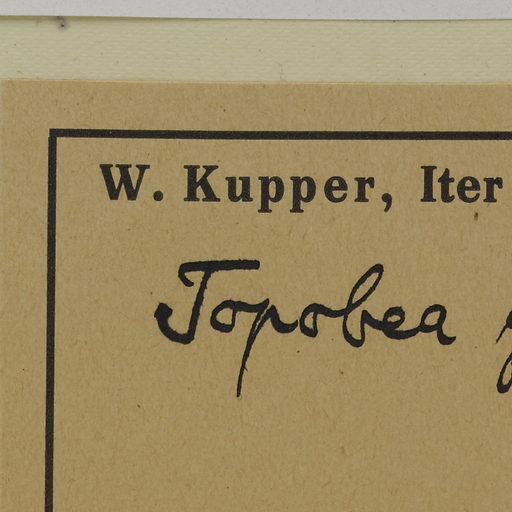 W. Kupper, Iter
Topobea